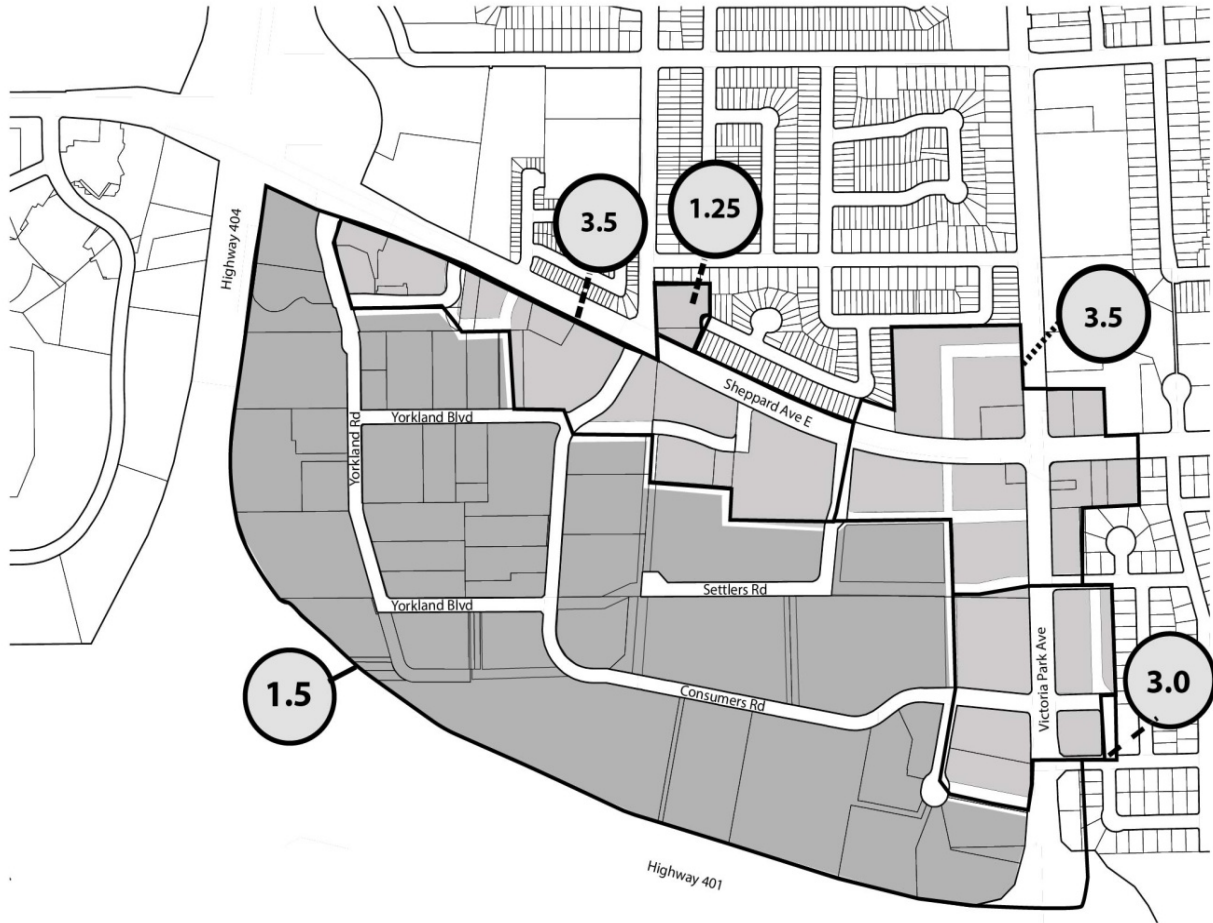 3.5
1.25
Highway 404
3.5
Sheppard Ave E
Yorkland Rd
Yorkland Blvd
Settlers Rd
Yorkland Blvd
Victoria Park Ave
3.0
1.5
Consumers Rd
Highway 401